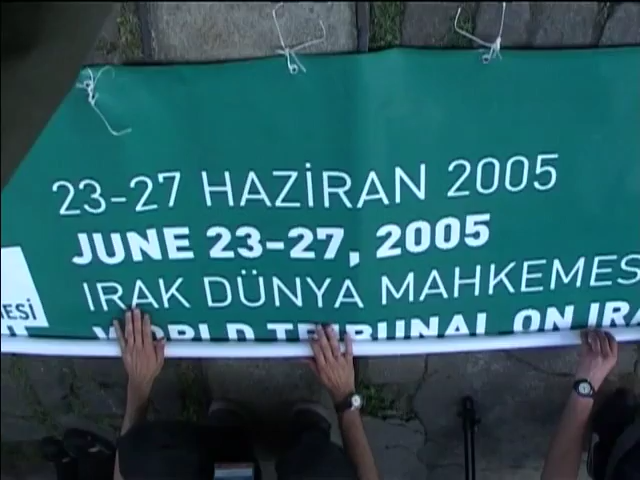 23-27 HAZİRAN 2005
JUNE 23-27, 2005
IRAK DÜNYA MAHKEMES
ESİ
WORLD TRIBUNAL ON IRA